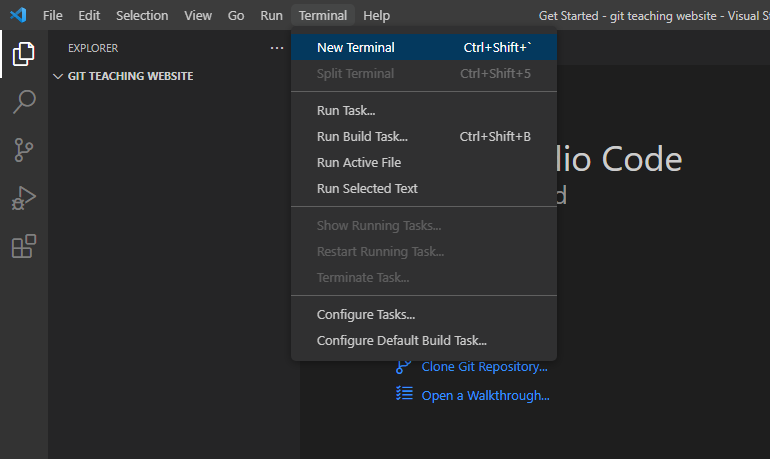 File Edit Selection View Go Run Terminal Help Get Started - git teaching website - Visual St
EXPLORER ...
GIT TEACHING WEBSITE
New Terminal Ctrl+Shift+`
Split Terminal Ctrl+Shift+5
Run Task...
Run Build Task... Ctrl+Shift+B
Run Active File
Run Selected Text
Show Running Tasks...
Restart Running Task...
Terminate Task...
Configure Tasks...
Configure Default Build Task...
lio Code
d
Clone Git Repository...
Open a Walkthrough...